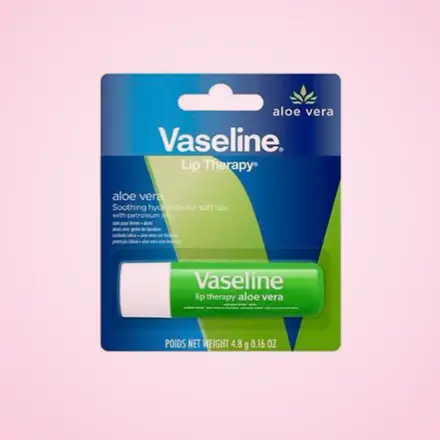 aloe vera
Vaseline®
Lip Therapy®
aloe vera
Soothing hydration for soft lips
with petroleum jelly
Vaseline
lip therapy aloe vera
POIDS NET WEIGHT 4.8 g 0.16 OZ